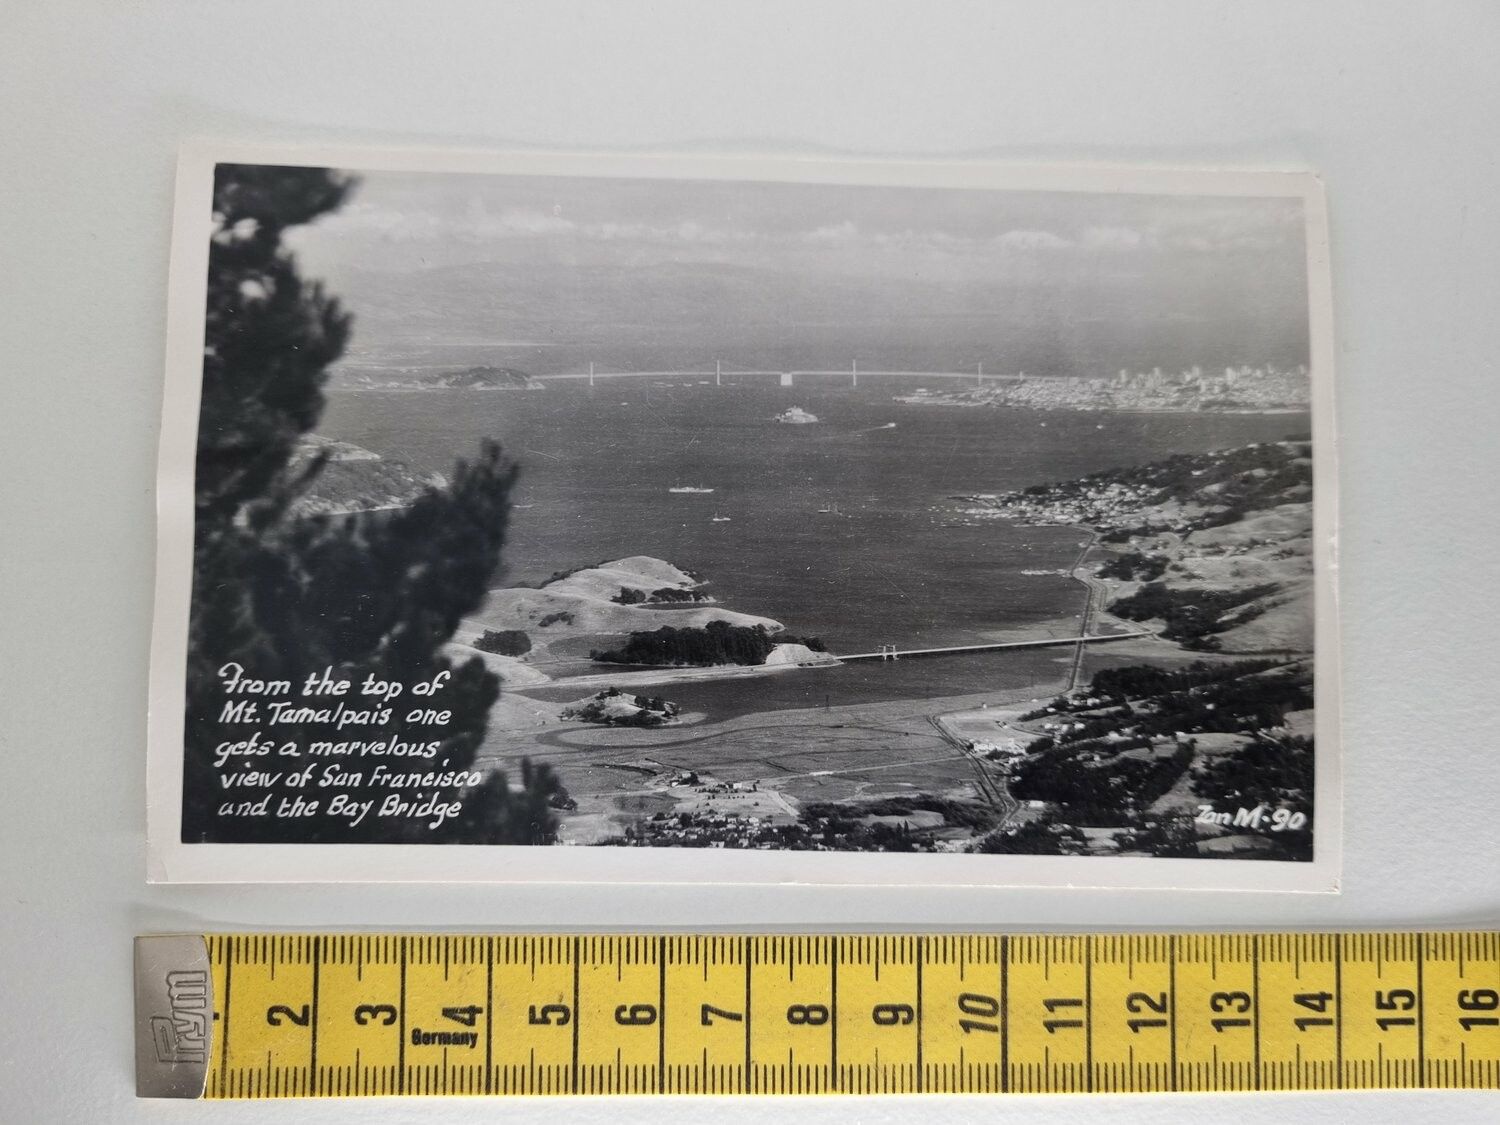 From the top of
Mt. Tamalpais one
gets a marvelous
view of San Francisco
and the Bay Bridge
Zan M-90
Prym
2 3 4 5 6 7 8 9 10 11 12 13 14 15 16
Germany